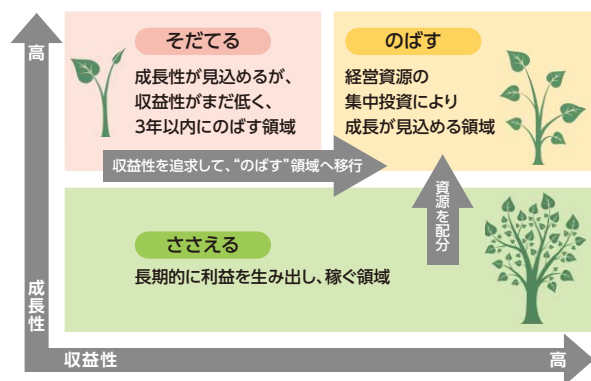 高
そだてる
成長性が見込めるが、
収益性がまだ低く、
3年以内にのばす領域
のばす
経営資源の
集中投資により
成長が見込める領域
収益性を追求して、“のばす”領域へ移行
資源を配分
ささえる
長期的に利益を生み出し、稼ぐ領域
成長性
収益性
高